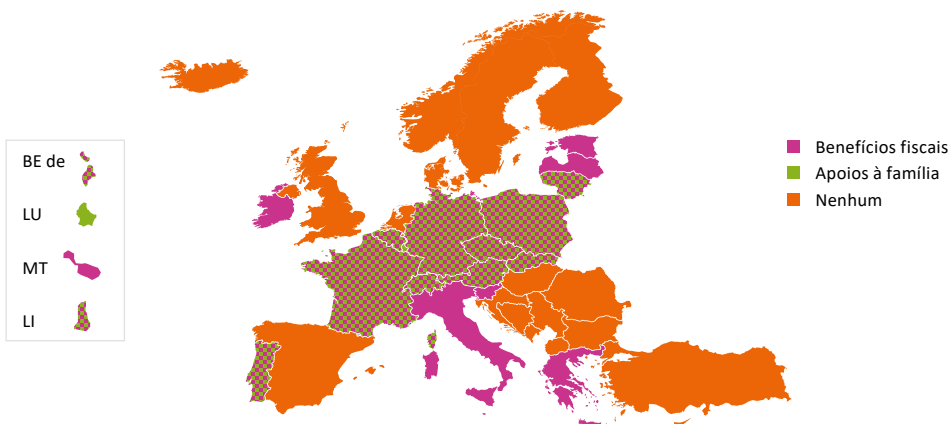 BE de
LU
MT
LI
Benefícios fiscais
Apoios à família
Nenhum